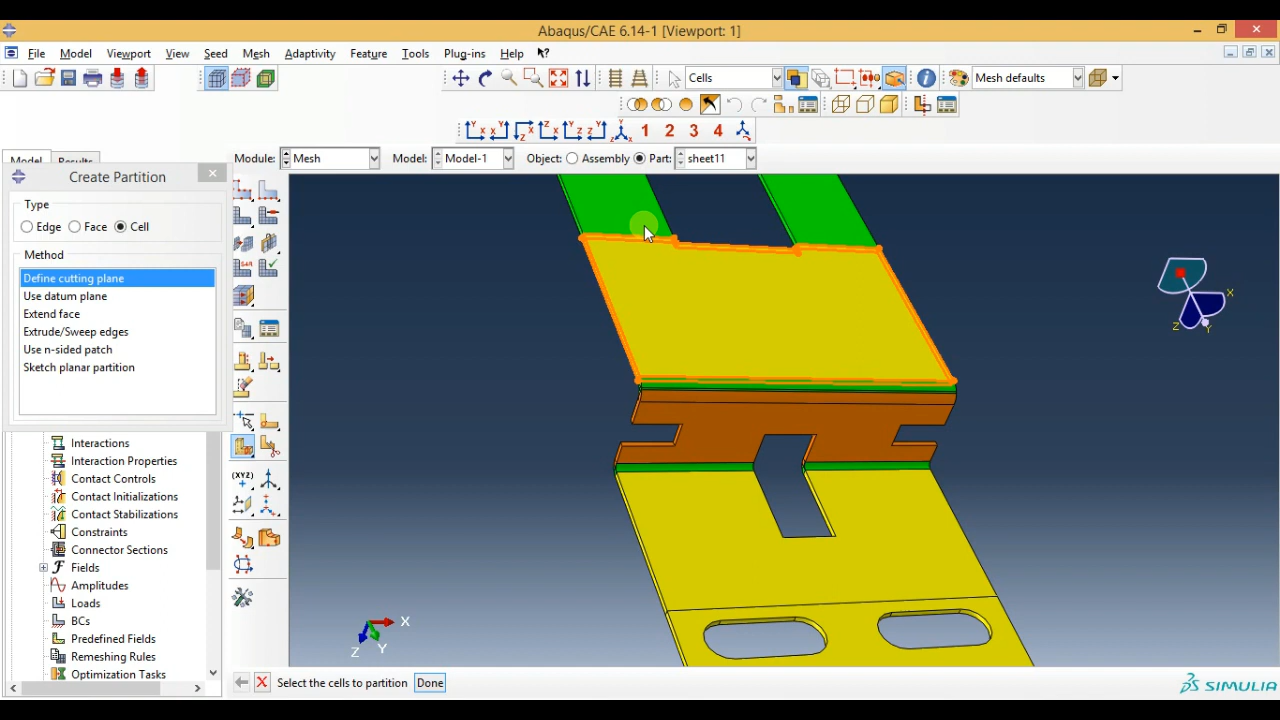 Abaqus/CAE 6.14-1 [Viewport: 1]
File Model Viewport View Seed Mesh Adaptivity Feature Tools Plug-ins Help
Cells
Mesh defaults
1 2 3 4
Model Results
Module: Mesh Model: Model-1 Object: Assembly Part: sheet11
Create Partition
Type
Edge Face Cell
Method
Define cutting plane
Use datum plane
Extend face
Extrude/Sweep edges
Use n-sided patch
Sketch planar partition
Interactions
Interaction Properties
Contact Controls
Contact Initializations
Contact Stabilizations
Constraints
Connector Sections
Fields
Amplitudes
Loads
BCs
Predefined Fields
Remeshing Rules
Optimization Tasks
(XYZ)
X
Y
Z
X
Z
Y
Select the cells to partition Done
SIMULIA